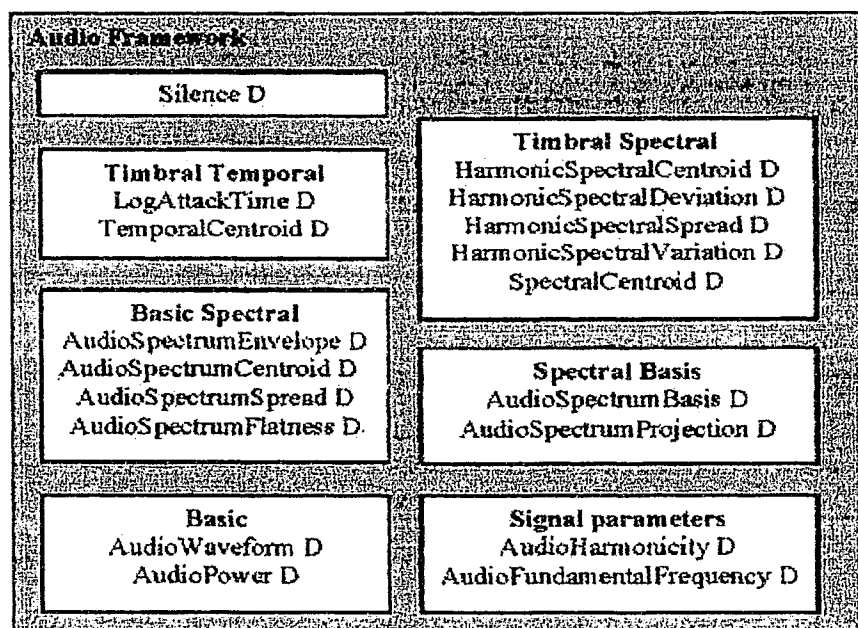 Audio Framework
Silence D
Timbral Temporal
LogAttackTime D
TemporalCentroid D
Basic Spectral
AudioSpectrumEnvelope D
AudioSpectrumCentroid D
AudioSpectrumSpread D
AudioSpectrumFlatness D
Basic
AudioWaveform D
AudioPower D
Timbral Spectral
HarmonicSpectralCentroid D
HarmonicSpectralDeviation D
HarmonicSpectralSpread D
HarmonicSpectralVariation D
SpectralCentroid D
Spectral Basis
AudioSpectrumBasis D
AudioSpectrumProjection D
Signal parameters
AudioHarmonicity D
AudioFundamentalFrequency D